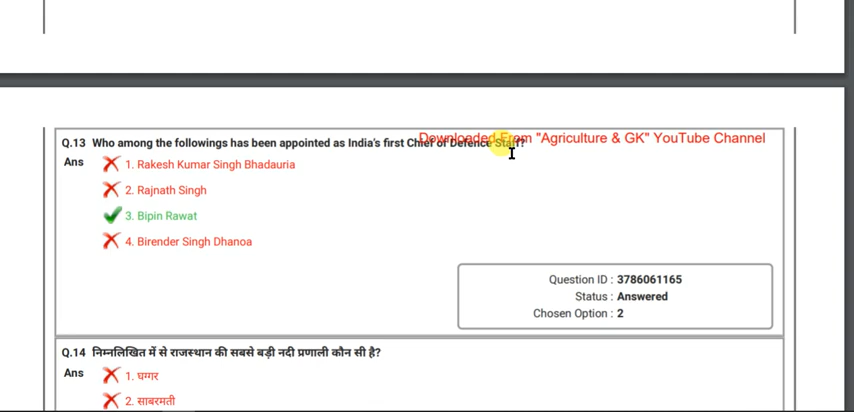 Downloaded From "Agriculture & GK" YouTube Channel
Q.13 Who among the followings has been appointed as India's first Chief of Defence Staff?
Ans 1. Rakesh Kumar Singh Bhadauria
2. Rajnath Singh
3. Bipin Rawat
4. Birender Singh Dhanoa
Question ID : 3786061165
Status : Answered
Chosen Option : 2
Q.14 निम्नलिखित में से राजस्थान की सबसे बड़ी नदी प्रणाली कौन सी है?
Ans 1. घग्गर
2. साबरमती